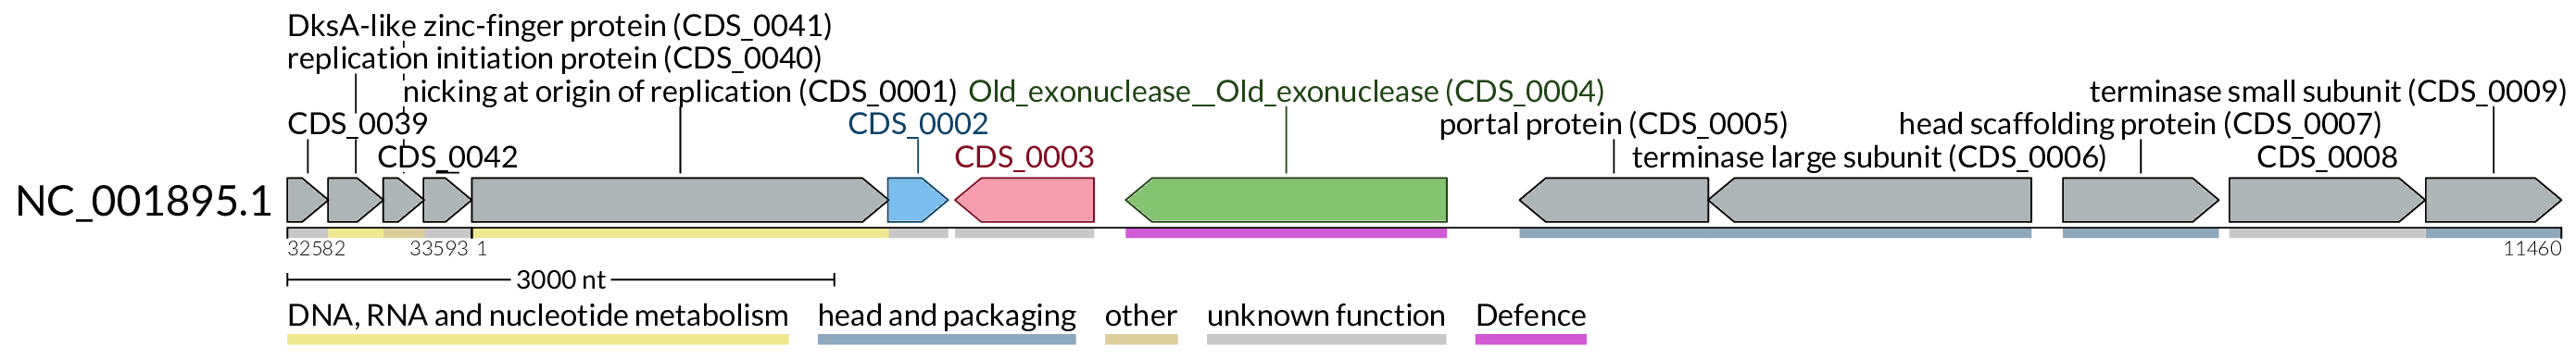 DksA-like zinc-finger protein (CDS_0041)
replication initiation protein (CDS_0040)
nicking at origin of replication (CDS_0001) Old_exonuclease__Old_exonuclease (CDS_0004) terminase small subunit (CDS_0009)
CDS_0039 CDS_0002 portal protein (CDS_0005) head scaffolding protein (CDS_0007)
CDS_0042 CDS_0003 terminase large subunit (CDS_0006) CDS_0008
NC_001895.1
32582 33593 1 11460
3000 nt
DNA, RNA and nucleotide metabolism head and packaging other unknown function Defence